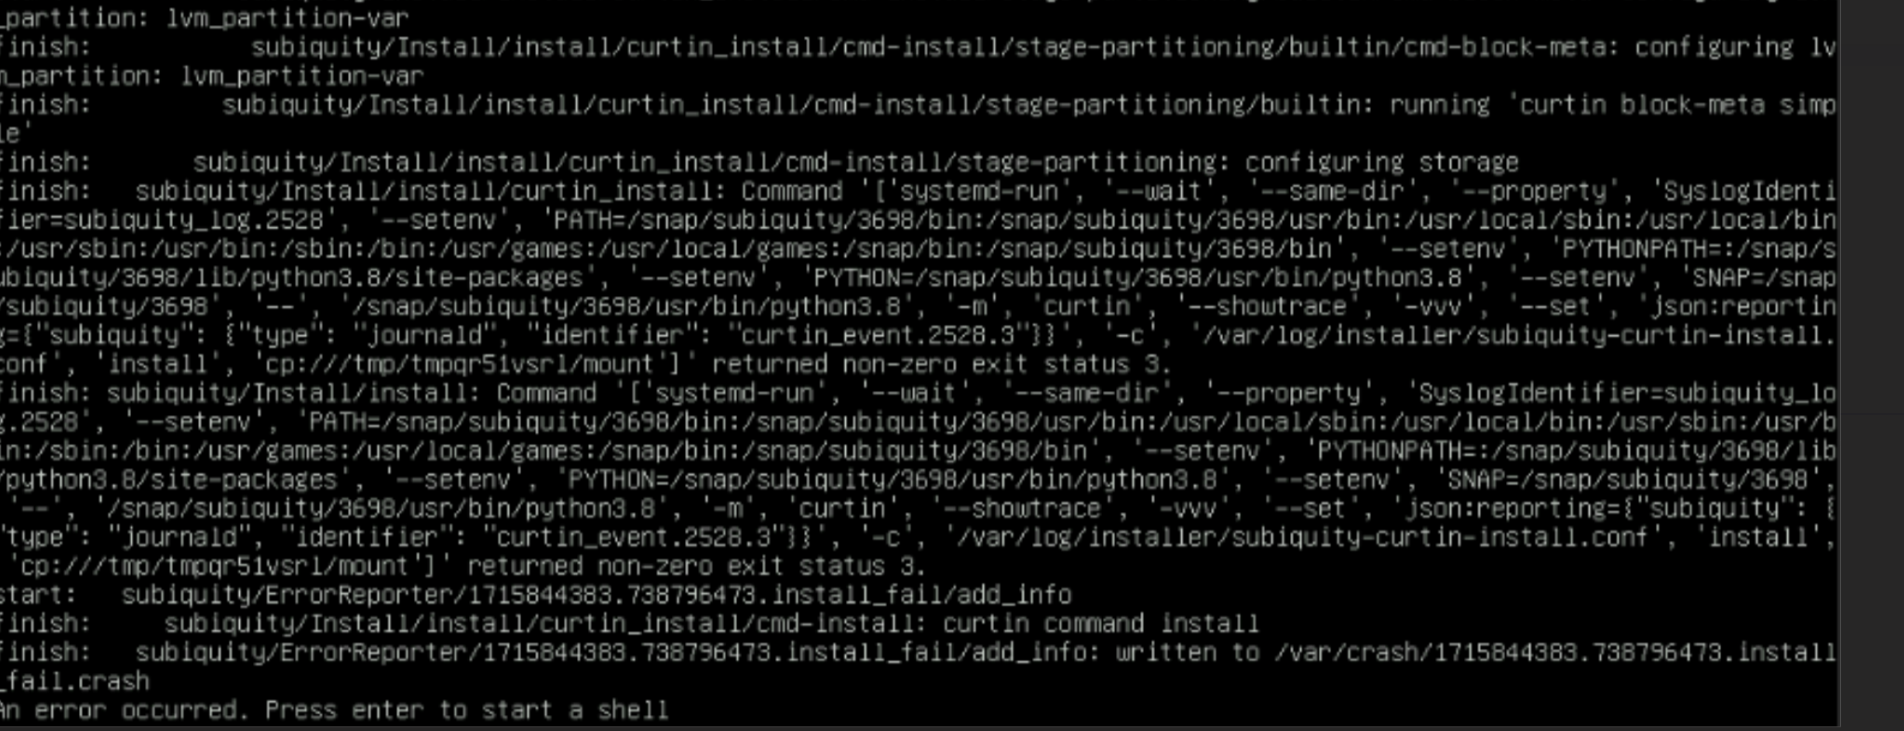 _partition: lvm_partition-var
finish:           subiquity/Install/install/curtin_install/cmd-install/stage-partitioning/builtin/cmd-block-meta: configuring lv
m_partition: lvm_partition-var
finish:         subiquity/Install/install/curtin_install/cmd-install/stage-partitioning/builtin: running 'curtin block-meta simp
le'
finish:       subiquity/Install/install/curtin_install/cmd-install/stage-partitioning: configuring storage
finish:   subiquity/Install/install/curtin_install: Command '['systemd-run', '--wait', '--same-dir', '--property', 'SyslogIdenti
fier=subiquity_log.2528', '--setenv', 'PATH=/snap/subiquity/3698/bin:/snap/subiquity/3698/usr/bin:/usr/local/sbin:/usr/local/bin
:/usr/sbin:/usr/bin:/sbin:/bin:/usr/games:/usr/local/games:/snap/bin:/snap/subiquity/3698/bin', '--setenv', 'PYTHONPATH=:/snap/s
ubiquity/3698/lib/python3.8/site-packages', '--setenv', 'PYTHON=/snap/subiquity/3698/usr/bin/python3.8', '--setenv', 'SNAP=/snap
/subiquity/3698', '--', '/snap/subiquity/3698/usr/bin/python3.8', '-m', 'curtin', '--showtrace', '-vvv', '--set', 'json:reportin
g={"subiquity": {"type": "journald", "identifier": "curtin_event.2528.3"}}', '-c', '/var/log/installer/subiquity-curtin-install.
conf', 'install', 'cp:///tmp/tmpqr51vsrl/mount']' returned non-zero exit status 3.
finish: subiquity/Install/install: Command '['systemd-run', '--wait', '--same-dir', '--property', 'SyslogIdentifier=subiquity_lo
g.2528', '--setenv', 'PATH=/snap/subiquity/3698/bin:/snap/subiquity/3698/usr/bin:/usr/local/sbin:/usr/local/bin:/usr/sbin:/usr/b
in:/sbin:/bin:/usr/games:/usr/local/games:/snap/bin:/snap/subiquity/3698/bin', '--setenv', 'PYTHONPATH=:/snap/subiquity/3698/lib
/python3.8/site-packages', '--setenv', 'PYTHON=/snap/subiquity/3698/usr/bin/python3.8', '--setenv', 'SNAP=/snap/subiquity/3698',
 '--', '/snap/subiquity/3698/usr/bin/python3.8', '-m', 'curtin', '--showtrace', '-vvv', '--set', 'json:reporting={"subiquity": {
"type": "journald", "identifier": "curtin_event.2528.3"}}', '-c', '/var/log/installer/subiquity-curtin-install.conf', 'install',
 'cp:///tmp/tmpqr51vsrl/mount']' returned non-zero exit status 3.
start:   subiquity/ErrorReporter/1715844383.738796473.install_fail/add_info
finish:     subiquity/Install/install/curtin_install/cmd-install: curtin command install
finish:   subiquity/ErrorReporter/1715844383.738796473.install_fail/add_info: written to /var/crash/1715844383.738796473.install
_fail.crash
An error occurred. Press enter to start a shell